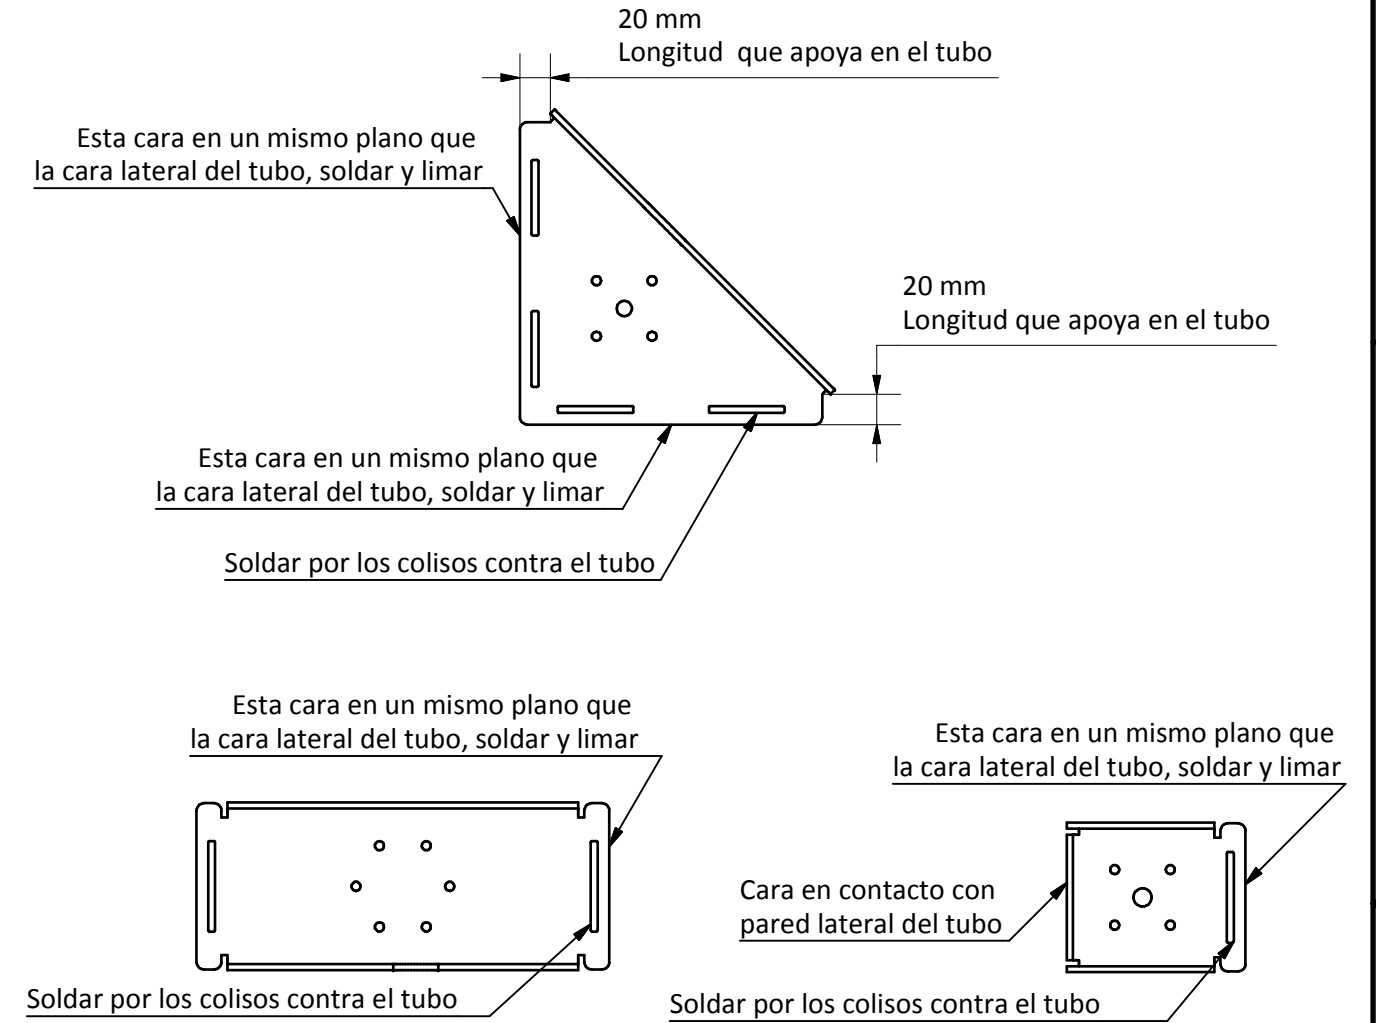 20 mm
Longitud  que apoya en el tubo
Esta cara en un mismo plano que
la cara lateral del tubo, soldar y limar
20 mm
Longitud que apoya en el tubo
Esta cara en un mismo plano que
la cara lateral del tubo, soldar y limar
Soldar por los colisos contra el tubo
Esta cara en un mismo plano que
la cara lateral del tubo, soldar y limar
Esta cara en un mismo plano que
la cara lateral del tubo, soldar y limar
Cara en contacto con
pared lateral del tubo
Soldar por los colisos contra el tubo
Soldar por los colisos contra el tubo